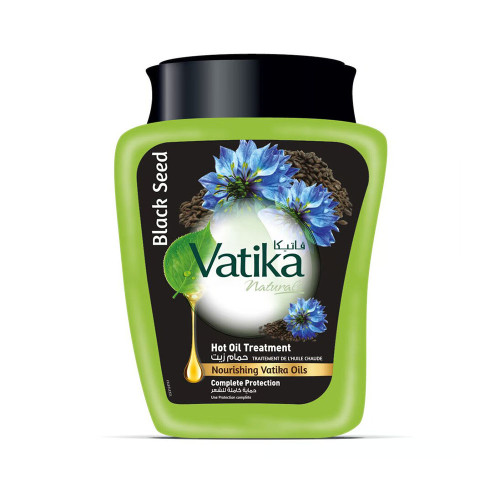 Black Seed
فاتيكا
Vatika
Naturals
Hot Oil Treatment
حمام زيت TRAITEMENT DE L'HUILE CHAUDE
Nourishing Vatika Oils
Complete Protection
حماية كاملة للشعر
Une Protection complète